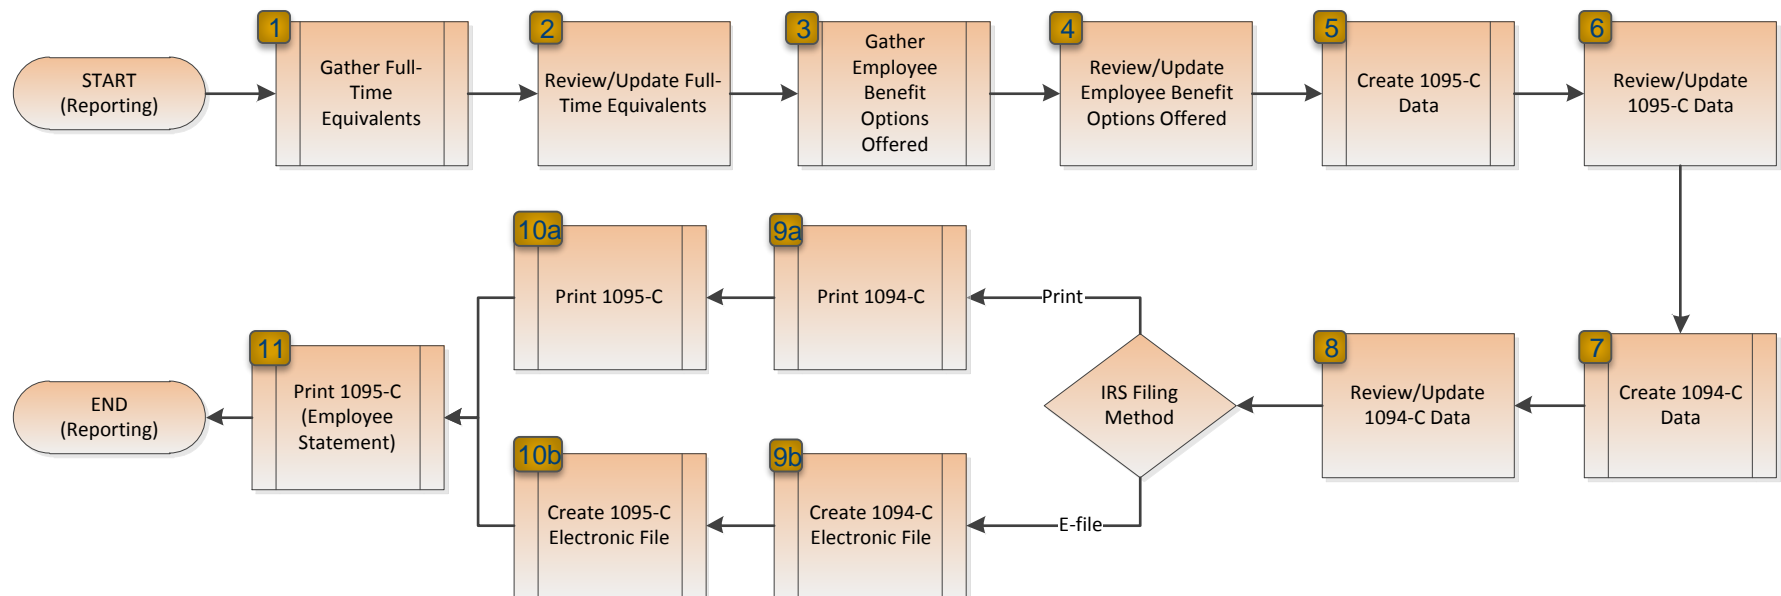 1
2
3
4
5
6
START
(Reporting)
Gather Full-
Time
Equivalents
Review/Update Full-
Time Equivalents
Gather
Employee
Benefit
Options
Offered
Review/Update
Employee Benefit
Options Offered
Create 1095-C
Data
Review/Update
1095-C Data
7
Create 1094-C
Data
8
Review/Update
1094-C Data
IRS Filing
Method
Print
9a
Print 1094-C
10a
Print 1095-C
E-file
9b
Create 1094-C
Electronic File
10b
Create 1095-C
Electronic File
11
Print 1095-C
(Employee
Statement)
END
(Reporting)